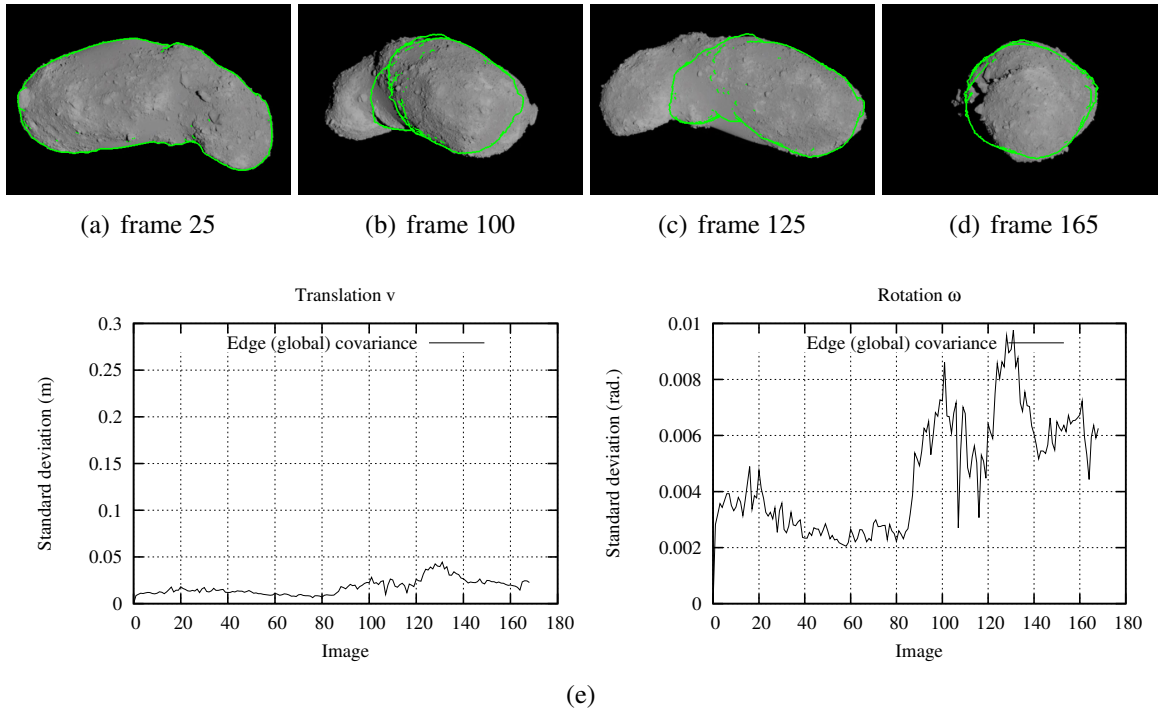 (a) frame 25
(b) frame 100
(c) frame 125
(d) frame 165
Translation v
0.3
0.25
0.2
0.15
0.1
0.05
0
Standard deviation (m)
Edge (global) covariance
0 20 40 60 80 100 120 140 160 180
Image
Rotation ω
0.01
0.008
0.006
0.004
0.002
0
Standard deviation (rad.)
Edge (global) covariance
0 20 40 60 80 100 120 140 160 180
Image
(e)